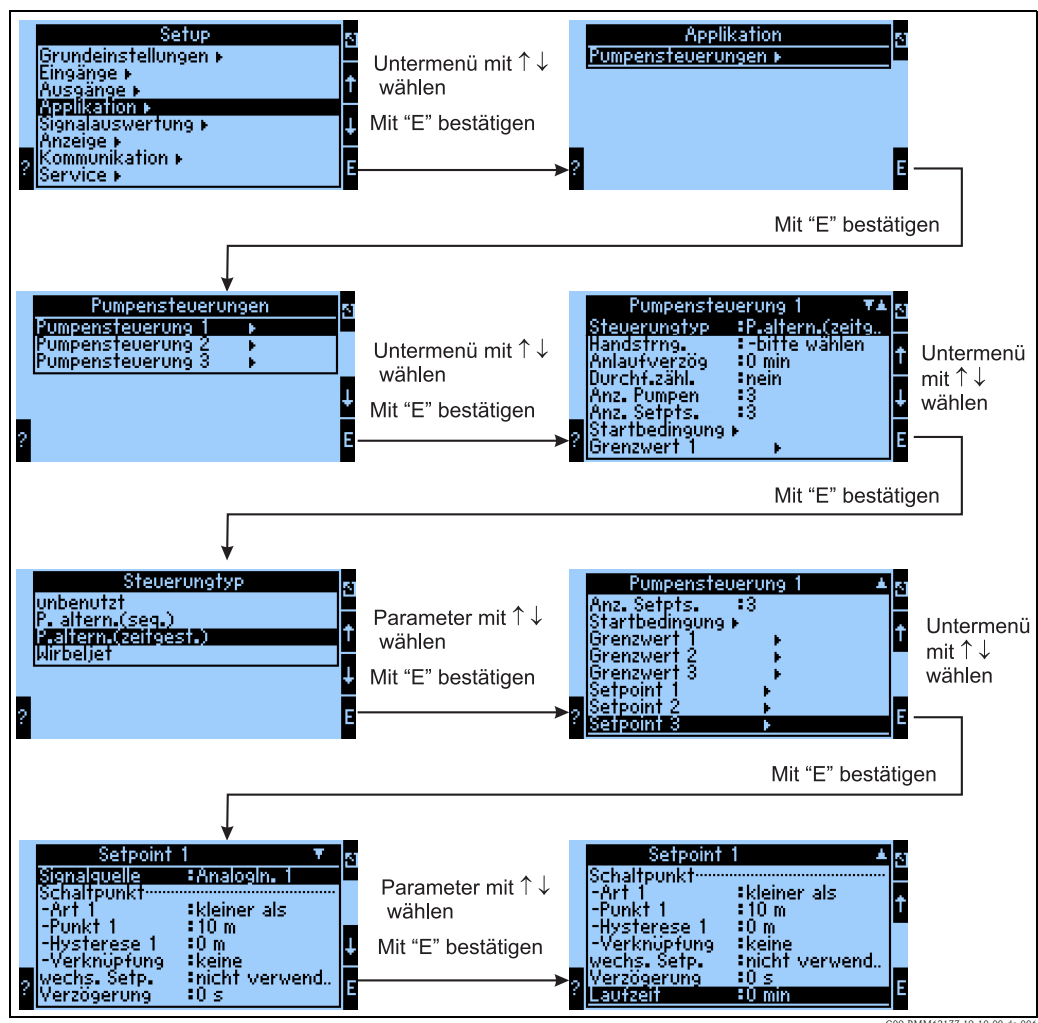 Setup
Grundeinstellungen
Eingänge
Ausgänge
Applikation
Signalauswertung
Anzeige
Kommunikation
Service
?
E
Untermenü mit ↑↓
wählen
Mit “E” bestätigen
Applikation
Pumpensteuerungen
?
E
Mit “E” bestätigen
Pumpensteuerungen
Pumpensteuerung 1
Pumpensteuerung 2
Pumpensteuerung 3
?
E
Untermenü mit ↑↓
wählen
Mit “E” bestätigen
Pumpensteuerung 1
Steuerungtyp :P.altern.(zeitg..
Handstrng. :-bitte wählen
Anlaufverzög :0 min
Durchf.zähl. :nein
Anz. Pumpen :3
Anz. Setpts. :3
Startbedingung
Grenzwert 1
?
E
Untermenü
mit ↑↓
wählen
Mit “E” bestätigen
Steuerungtyp
unbenutzt
P. altern.(seq.)
P.altern.(zeitgest.)
Wirbeljet
?
E
Parameter mit ↑↓
wählen
Mit “E” bestätigen
Pumpensteuerung 1
Anz. Setpts. :3
Startbedingung
Grenzwert 1
Grenzwert 2
Grenzwert 3
Setpoint 1
Setpoint 2
Setpoint 3
?
E
Untermenü
mit ↑↓
wählen
Mit “E” bestätigen
Setpoint 1
Signalquelle :AnalogIn. 1
Schaltpunkt
-Art 1 :kleiner als
-Punkt 1 :10 m
-Hysterese 1 :0 m
-Verknüpfung :keine
wechs. Setp. :nicht verwend..
Verzögerung :0 s
?
E
Parameter mit ↑↓
wählen
Mit “E” bestätigen
Setpoint 1
Schaltpunkt
-Art 1 :kleiner als
-Punkt 1 :10 m
-Hysterese 1 :0 m
-Verknüpfung :keine
wechs. Setp. :nicht verwend..
Verzögerung :0 s
Laufzeit :0 min
?
E